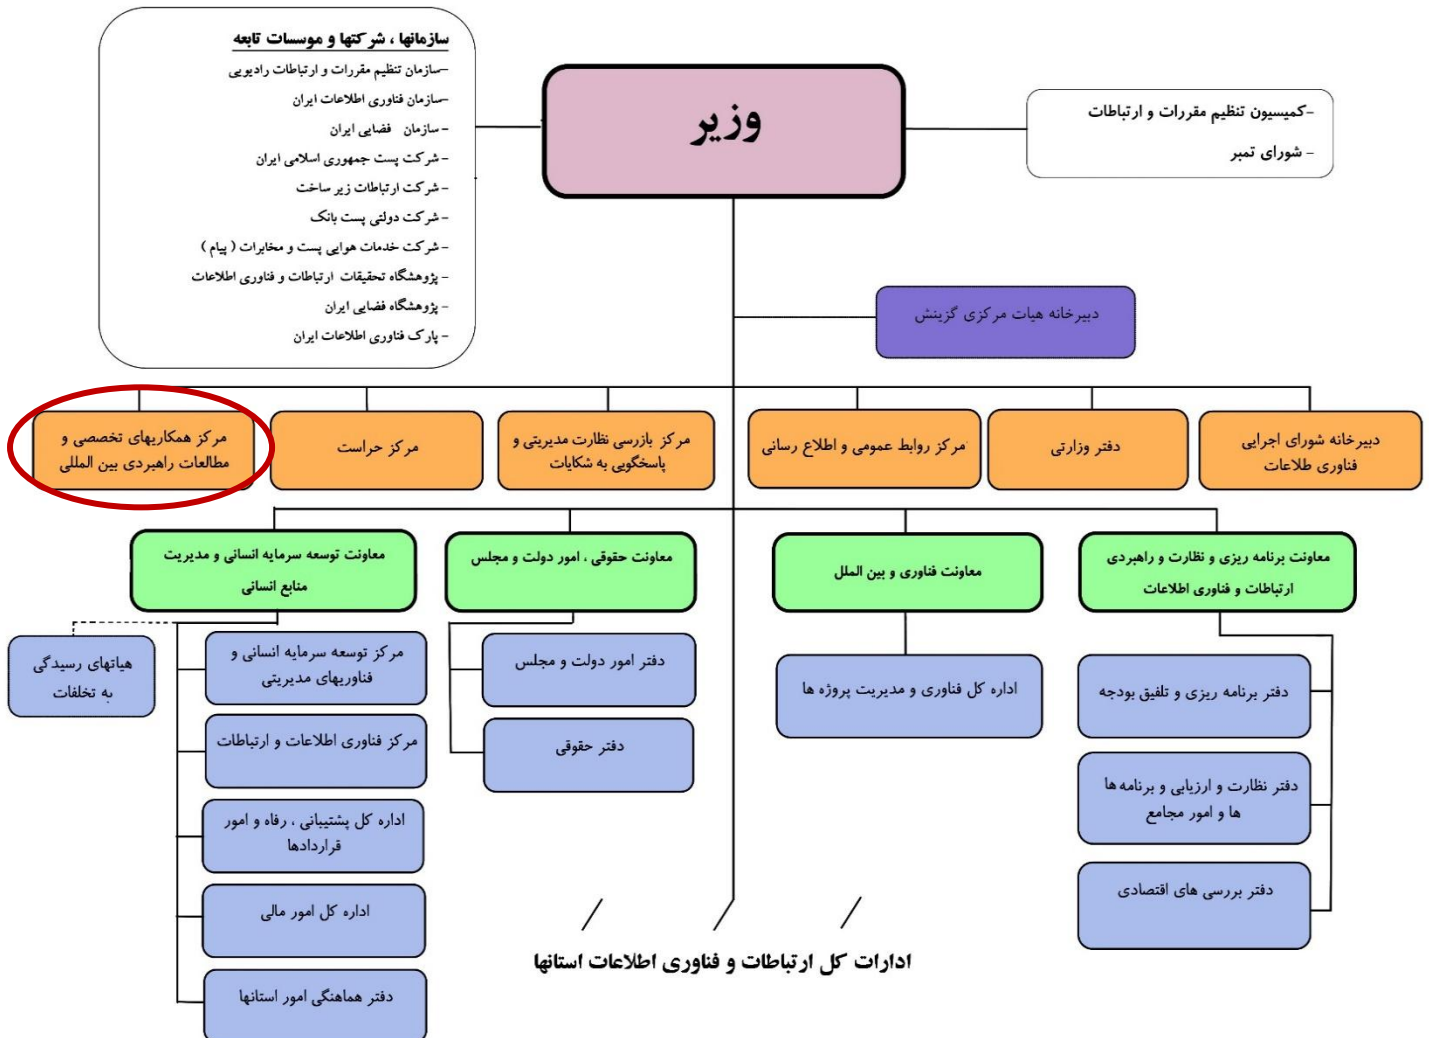 سازمانها ، شرکتها و موسسات تابعه
-سازمان تنظیم مقررات و ارتباطات رادیویی
-سازمان فناوری اطلاعات ایران
- سازمان فضایی ایران
- شرکت پست جمهوری اسلامی ایران
- شرکت ارتباطات زیر ساخت
- شرکت دولتی پست بانک
- شرکت خدمات هوایی پست و مخابرات ( پیام )
- پژوهشگاه تحقیقات ارتباطات و فناوری اطلاعات
- پژوهشگاه فضایی ایران
- پارک فناوری اطلاعات ایران
وزیر
-کمیسیون تنظیم مقررات و ارتباطات
- شورای تمبر
دبیرخانه هیات مرکزی گزینش
دبیرخانه شورای اجرایی
فناوری طلاعات
دفتر وزارتی
مرکز روابط عمومی و اطلاع رسانی
مرکز بازرسی نظارت مدیریتی و
پاسخگویی به شکایات
مرکز حراست
مرکز همکاریهای تخصصی و
مطالعات راهبردی بین المللی
معاونت برنامه ریزی و نظارت و راهبردی
ارتباطات و فناوری اطلاعات
معاونت فناوری و بین الملل
معاونت حقوقی ، امور دولت و مجلس
معاونت توسعه سرمایه انسانی و مدیریت
منابع انسانی
دفتر برنامه ریزی و تلفیق بودجه
دفتر نظارت و ارزیابی و برنامه ها
ها و امور مجامع
دفتر بررسی های اقتصادی
اداره کل فناوری و مدیریت پروژه ها
دفتر امور دولت و مجلس
دفتر حقوقی
مرکز توسعه سرمایه انسانی و
فناوریهای مدیریتی
مرکز فناوری اطلاعات و ارتباطات
اداره کل پشتیبانی ، رفاه و امور
قراردادها
اداره کل امور مالی
دفتر هماهنگی امور استانها
هیاتهای رسیدگی
به تخلفات
ادارات کل ارتباطات و فناوری اطلاعات استانها